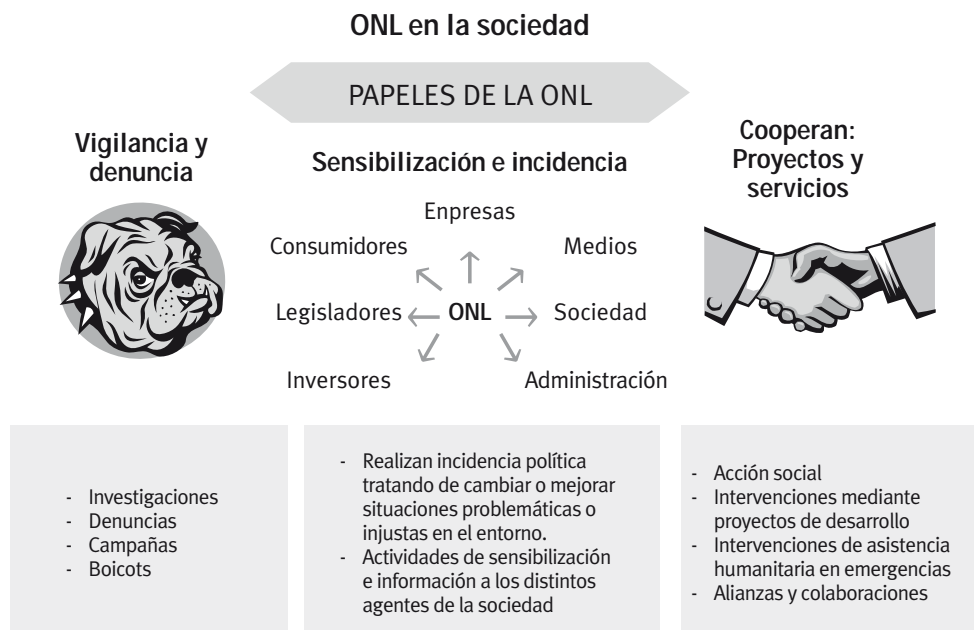 ONL en la sociedad
PAPELES DE LA ONL
Vigilancia y
denuncia
Sensibilización e incidencia
Cooperan:
Proyectos y
servicios
Enpresas
Consumidores
Medios
Legisladores
ONL
Sociedad
Inversores
Administración
- Investigaciones
- Denuncias
- Campañas
- Boicots
- Realizan incidencia política
tratando de cambiar o mejorar
situaciones problemáticas o
injustas en el entorno.
- Actividades de sensibilización
e información a los distintos
agentes de la sociedad
- Acción social
- Intervenciones mediante
proyectos de desarrollo
- Intervenciones de asistencia
humanitaria en emergencias
- Alianzas y colaboraciones